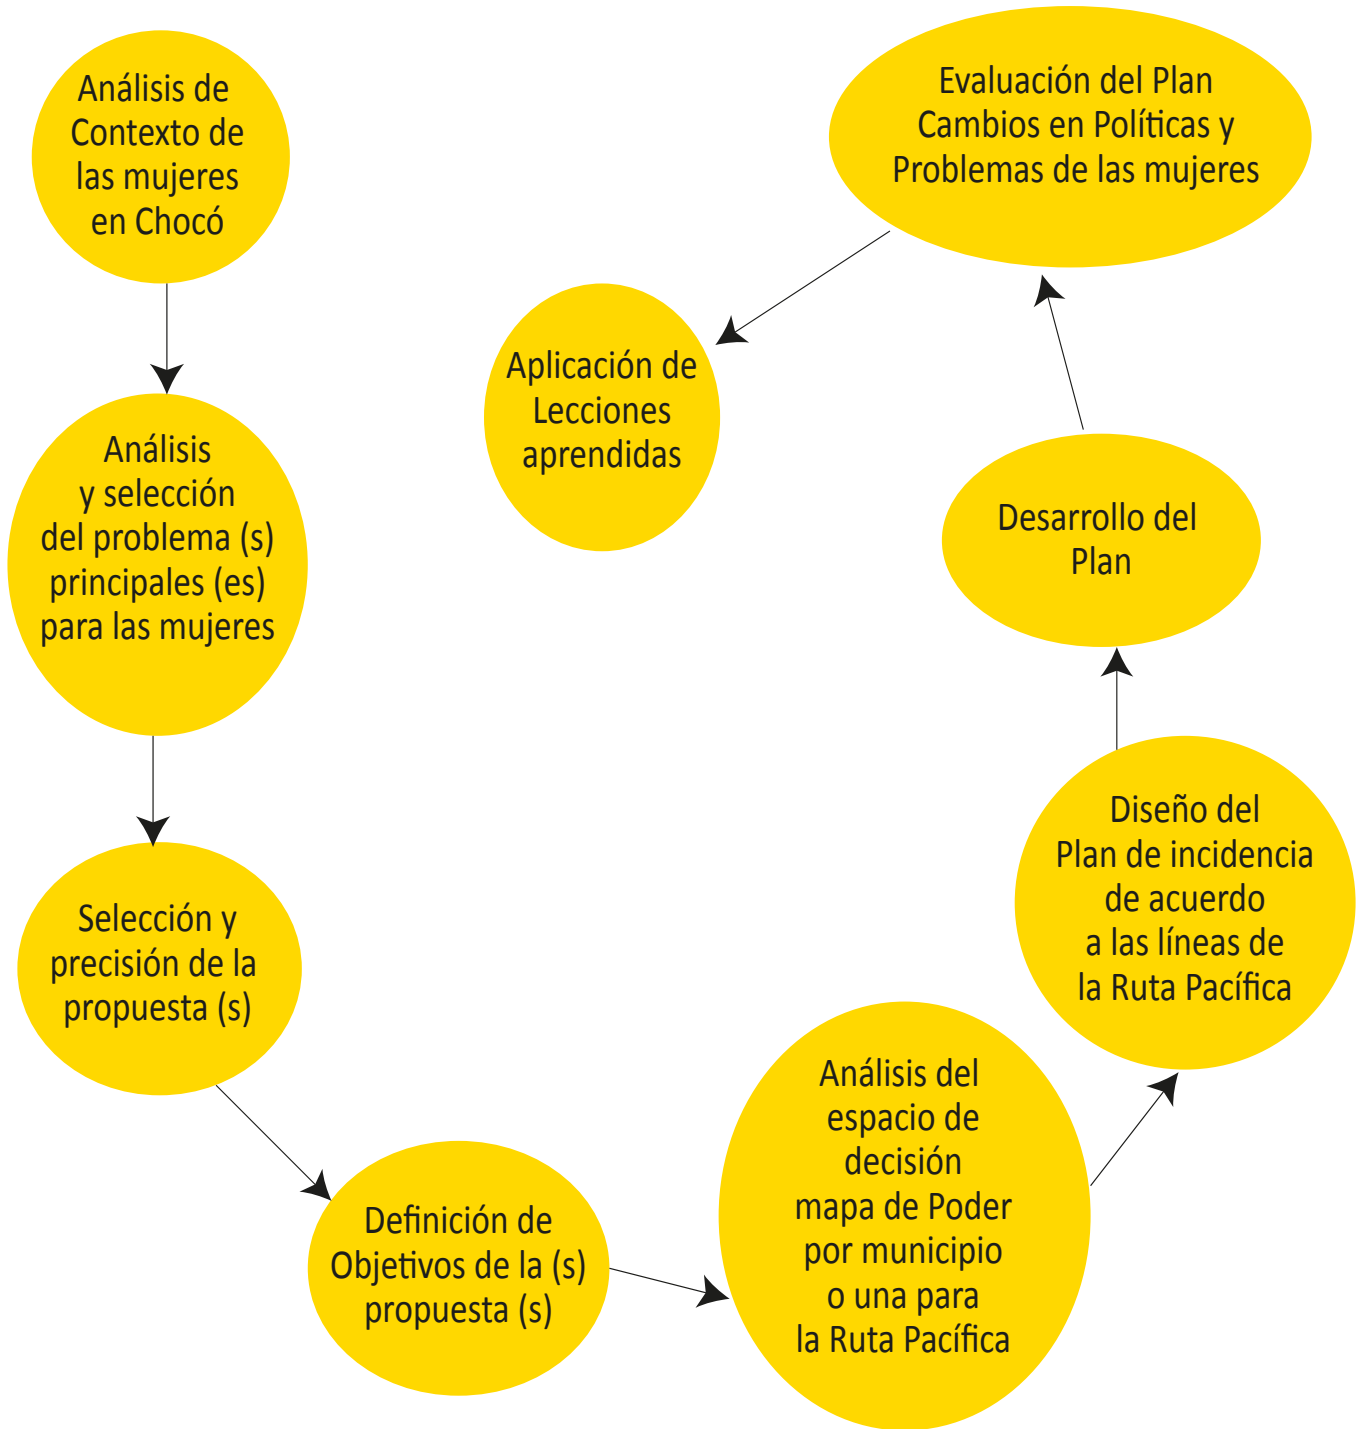 Análisis de
Contexto de
las mujeres
en Chocó
Análisis
y selección
del problema (s)
principales (es)
para las mujeres
Selección y
precisión de la
propuesta (s)
Definición de
Objetivos de la (s)
propuesta (s)
Análisis del
espacio de
decisión
mapa de Poder
por municipio
o una para
la Ruta Pacífica
Diseño del
Plan de incidencia
de acuerdo
a las líneas de
la Ruta Pacífica
Desarrollo del
Plan
Evaluación del Plan
Cambios en Políticas y
Problemas de las mujeres
Aplicación de
Lecciones
aprendidas